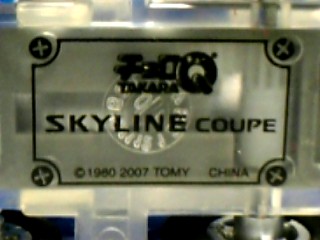 チョロQ
TAKARA
SKYLINE COUPE
©1980 2007 TOMY CHINA